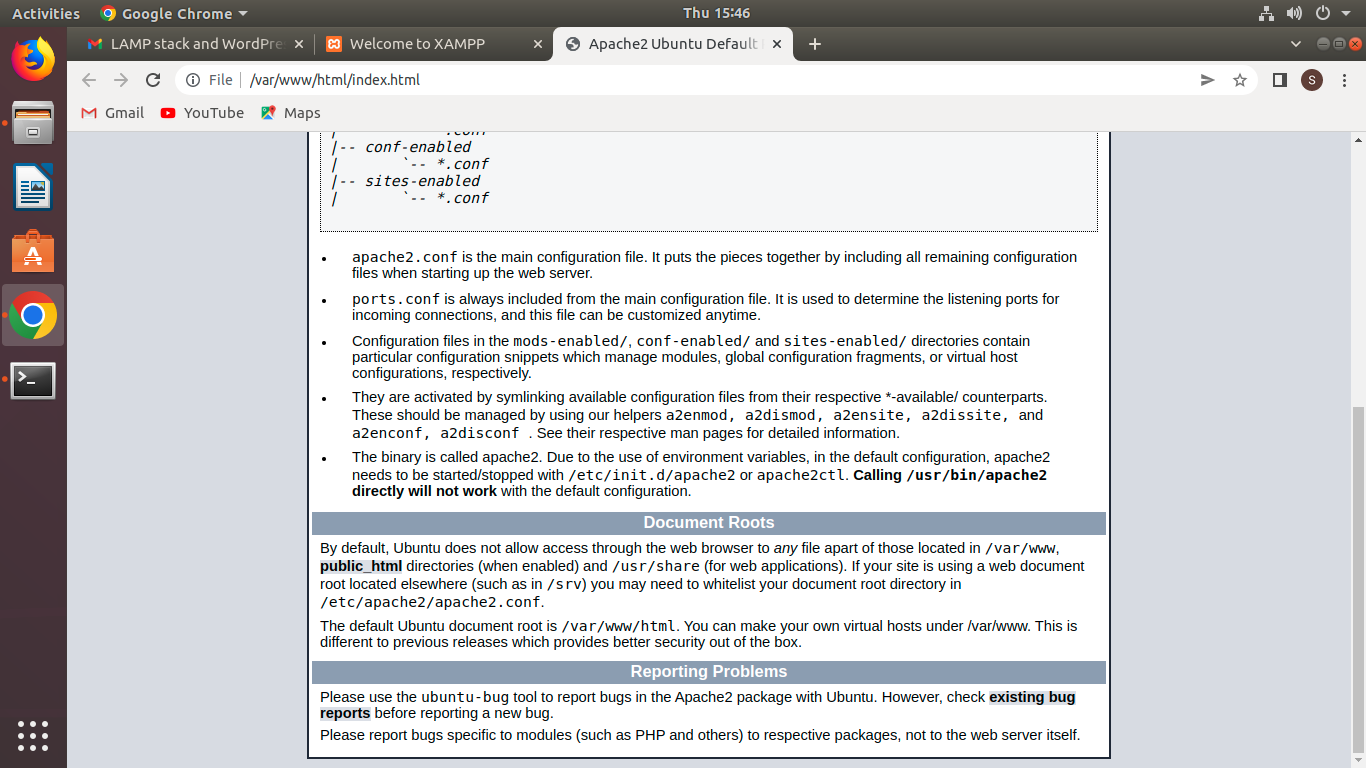 Activities
Google Chrome
Thu 15:46
LAMP stack and WordPre
Welcome to XAMPP
Apache2 Ubuntu Default
File
/var/www/html/index.html
S
Gmail
YouTube
Maps
|       `-- *.conf
|-- conf-enabled
|       `-- *.conf
|-- sites-enabled
|       `-- *.conf
• apache2.conf is the main configuration file. It puts the pieces together by including all remaining configuration
files when starting up the web server.
• ports.conf is always included from the main configuration file. It is used to determine the listening ports for
incoming connections, and this file can be customized anytime.
• Configuration files in the mods-enabled/, conf-enabled/ and sites-enabled/ directories contain
particular configuration snippets which manage modules, global configuration fragments, or virtual host
configurations, respectively.
• They are activated by symlinking available configuration files from their respective *-available/ counterparts.
These should be managed by using our helpers a2enmod, a2dismod, a2ensite, a2dissite, and
a2enconf, a2disconf . See their respective man pages for detailed information.
• The binary is called apache2. Due to the use of environment variables, in the default configuration, apache2
needs to be started/stopped with /etc/init.d/apache2 or apache2ctl. Calling /usr/bin/apache2
directly will not work with the default configuration.
Document Roots
By default, Ubuntu does not allow access through the web browser to any file apart of those located in /var/www,
public_html directories (when enabled) and /usr/share (for web applications). If your site is using a web document
root located elsewhere (such as in /srv) you may need to whitelist your document root directory in
/etc/apache2/apache2.conf.
The default Ubuntu document root is /var/www/html. You can make your own virtual hosts under /var/www. This is
different to previous releases which provides better security out of the box.
Reporting Problems
Please use the ubuntu-bug tool to report bugs in the Apache2 package with Ubuntu. However, check existing bug
reports before reporting a new bug.
Please report bugs specific to modules (such as PHP and others) to respective packages, not to the web server itself.